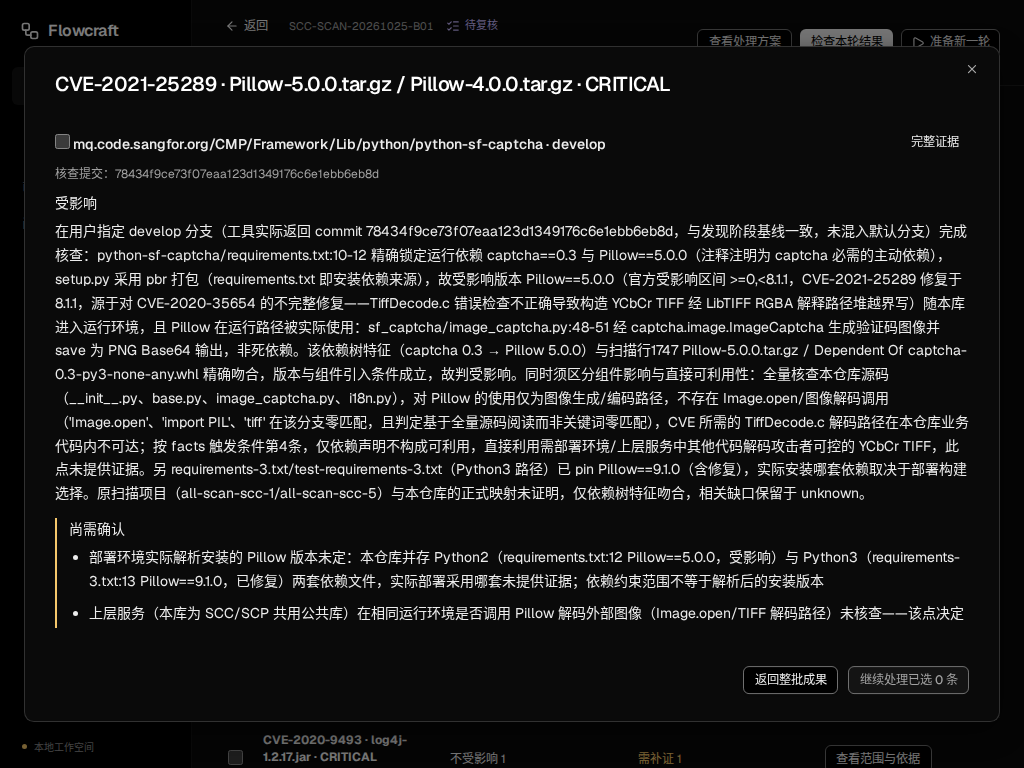 Flowcraft
返回
SCC-SCAN-20261025-B01
待复核
查看处理方案
检查本轮结果
准备新一轮
CVE-2021-25289 · Pillow-5.0.0.tar.gz / Pillow-4.0.0.tar.gz · CRITICAL
mq.code.sangfor.org/CMP/Framework/Lib/python/python-sf-captcha · develop
完整证据
核查提交：78434f9ce73f07eaa123d1349176c6e1ebb6eb8d
受影响
在用户指定 develop 分支（工具实际返回 commit 78434f9ce73f07eaa123d1349176c6e1ebb6eb8d，与发现阶段基线一致，未混入默认分支）完成
核查：python-sf-captcha/requirements.txt:10-12 精确锁定运行依赖 captcha==0.3 与 Pillow==5.0.0（注释注明为 captcha 必需的主动依赖），
setup.py 采用 pbr 打包（requirements.txt 即安装依赖来源），故受影响版本 Pillow==5.0.0（官方受影响区间 >=0,<8.1.1，CVE-2021-25289 修复于
8.1.1，源于对 CVE-2020-35654 的不完整修复——TiffDecode.c 错误检查不正确导致构造 YCbCr TIFF 经 LibTIFF RGBA 解释路径堆越界写）随本库
进入运行环境，且 Pillow 在运行路径被实际使用：sf_captcha/image_captcha.py:48-51 经 captcha.image.ImageCaptcha 生成验证码图像并
save 为 PNG Base64 输出，非死依赖。该依赖树特征（captcha 0.3 → Pillow 5.0.0）与扫描行1747 Pillow-5.0.0.tar.gz / Dependent Of captcha-
0.3-py3-none-any.whl 精确吻合，版本与组件引入条件成立，故判受影响。同时须区分组件影响与直接可利用性：全量核查本仓库源码
（__init__.py、base.py、image_captcha.py、i18n.py），对 Pillow 的使用仅为图像生成/编码路径，不存在 Image.open/图像解码调用
（'Image.open'、'import PIL'、'tiff' 在该分支零匹配，且判定基于全量源码阅读而非关键词零匹配），CVE 所需的 TiffDecode.c 解码路径在本仓库业务
代码内不可达；按 facts 触发条件第4条，仅依赖声明不构成可利用，直接利用需部署环境/上层服务中其他代码解码攻击者可控的 YCbCr TIFF，此
点未提供证据。另 requirements-3.txt/test-requirements-3.txt（Python3 路径）已 pin Pillow==9.1.0（含修复），实际安装哪套依赖取决于部署构建
选择。原扫描项目（all-scan-scc-1/all-scan-scc-5）与本仓库的正式映射未证明，仅依赖树特征吻合，相关缺口保留于 unknown。
尚需确认
部署环境实际解析安装的 Pillow 版本未定：本仓库并存 Python2（requirements.txt:12 Pillow==5.0.0，受影响）与 Python3（requirements-
3.txt:13 Pillow==9.1.0，已修复）两套依赖文件，实际部署采用哪套未提供证据；依赖约束范围不等于解析后的安装版本
上层服务（本库为 SCC/SCP 共用公共库）在相同运行环境是否调用 Pillow 解码外部图像（Image.open/TIFF 解码路径）未核查——该点决定
返回整批成果
继续处理已选 0 条
本地工作空间
CVE-2020-9493 · log4j-
1.2.17.jar · CRITICAL
不受影响 1
需补证 1
查看范围与依据